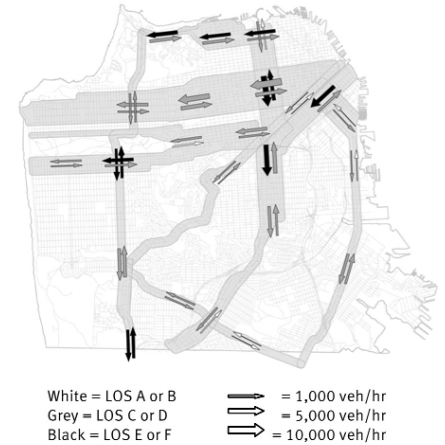 White = LOS A or B
Grey = LOS C or D
Black = LOS E or F
= 1,000 veh/hr
= 5,000 veh/hr
= 10,000 veh/hr